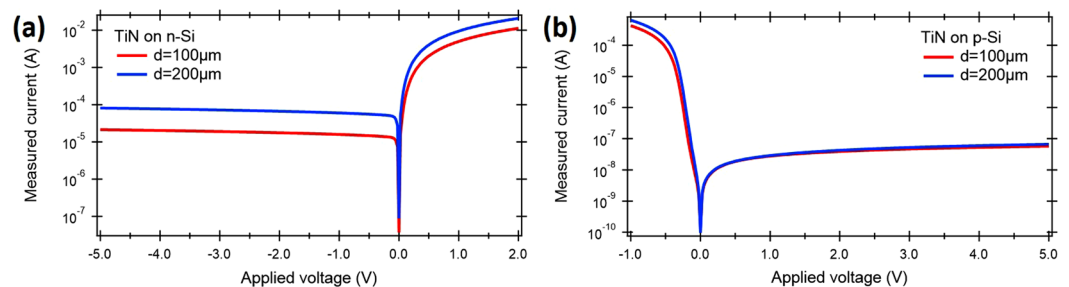 (a)
TiN on n-Si
d=100μm
d=200μm
Measured current (A)
10⁻²
10⁻³
10⁻⁴
10⁻⁵
10⁻⁶
10⁻⁷
-5.0 -4.0 -3.0 -2.0 -1.0 0.0 1.0 2.0
Applied voltage (V)
(b)
TiN on p-Si
d=100μm
d=200μm
Measured current (A)
10⁻⁴
10⁻⁵
10⁻⁶
10⁻⁷
10⁻⁸
10⁻⁹
10⁻¹⁰
-1.0 0.0 1.0 2.0 3.0 4.0 5.0
Applied voltage (V)